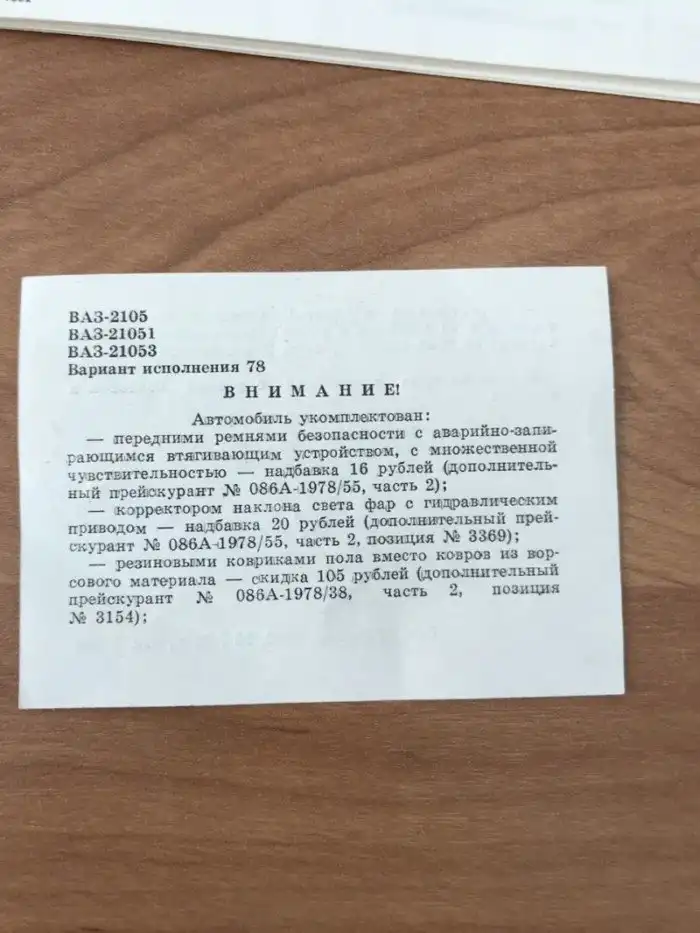 ВАЗ-2105
ВАЗ-21051
ВАЗ-21053
Вариант исполнения 78
ВНИМАНИЕ!
Автомобиль укомплектован:
— передними ремнями безопасности с аварийно-запи-
рающимся втягивающим устройством, с множественной
чувствительностью — надбавка 16 рублей (дополнитель-
ный прейскурант № 086А-1978/55, часть 2);
— корректором наклона света фар с гидравлическим
приводом — надбавка 20 рублей (дополнительный прей-
скурант № 086А-1978/55, часть 2, позиция № 3369);
— резиновыми ковриками пола вместо ковров из вор-
сового материала — скидка 105 рублей (дополнительный
прейскурант № 086А-1978/38, часть 2, позиция
№ 3154);